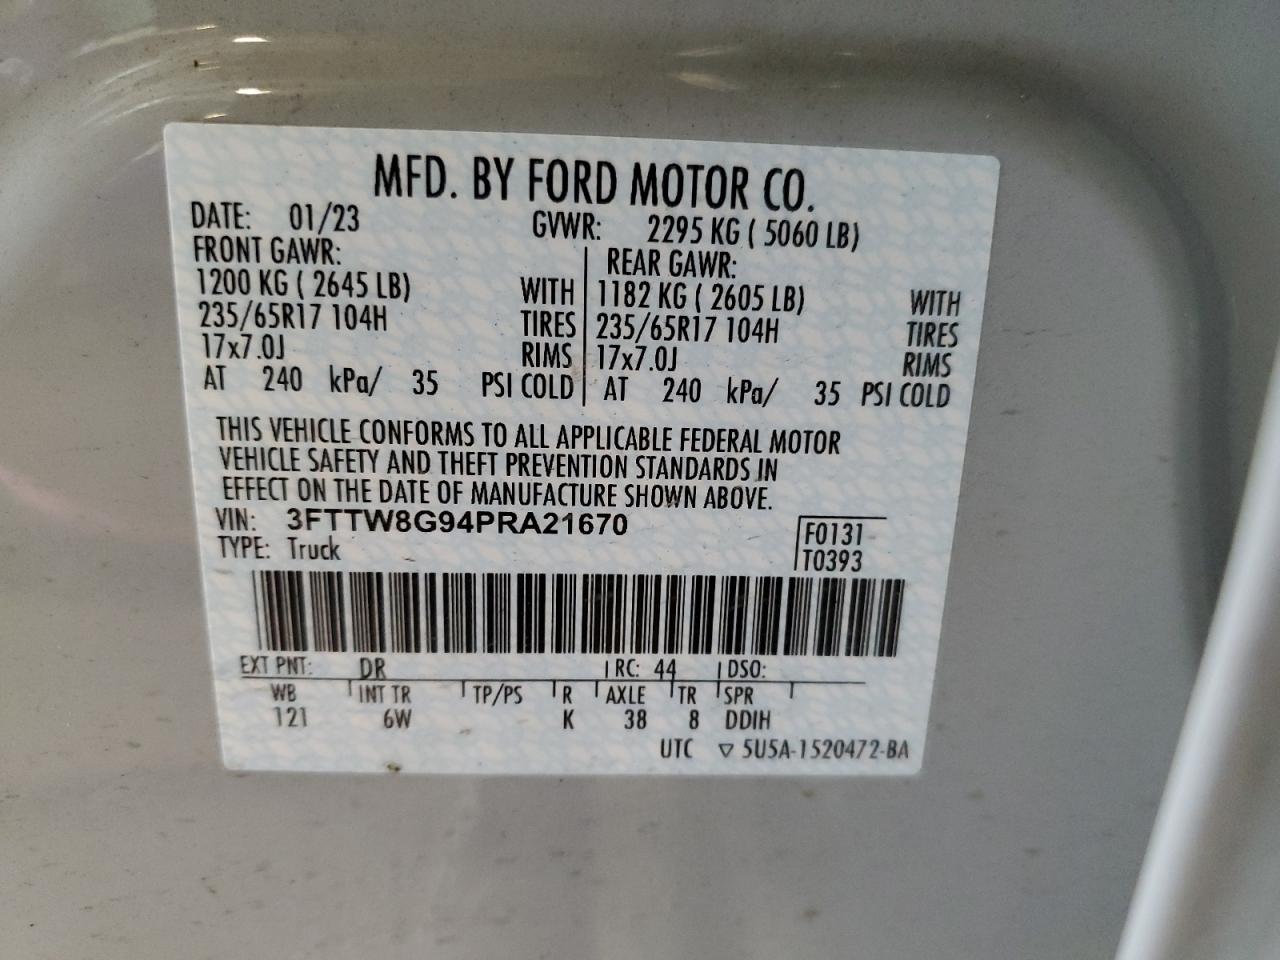 MFD. BY FORD MOTOR CO.
DATE: 01/23 GVWR: 2295 KG ( 5060 LB)
FRONT GAWR: REAR GAWR:
1200 KG ( 2645 LB) WITH 1182 KG ( 2605 LB) WITH
235/65R17 104H TIRES 235/65R17 104H TIRES
17x7.0J RIMS 17x7.0J RIMS
AT 240 kPa/ 35 PSI COLD AT 240 kPa/ 35 PSI COLD
THIS VEHICLE CONFORMS TO ALL APPLICABLE FEDERAL MOTOR
VEHICLE SAFETY AND THEFT PREVENTION STANDARDS IN
EFFECT ON THE DATE OF MANUFACTURE SHOWN ABOVE.
VIN: 3FTTW8G94PRA21670 F0131
TYPE: Truck T0393
EXT PNT: DR RC: 44 DSO:
WB INT TR TP/PS R AXLE TR SPR
121 6W K 38 8 DDIH
UTC ▽ 5U5A-1520472-BA